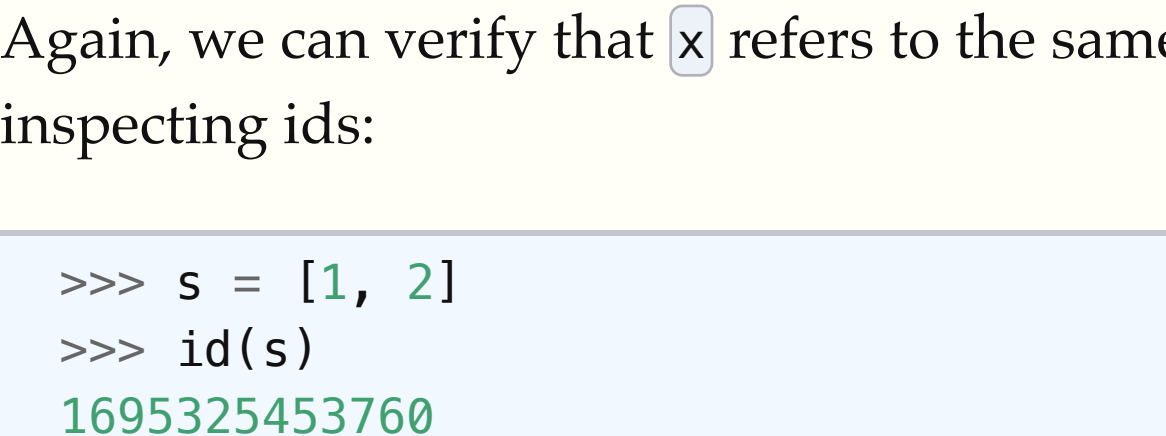 Again, we can verify that x refers to the same
inspecting ids:
>>> s = [1, 2]
>>> id(s)
1695325453760